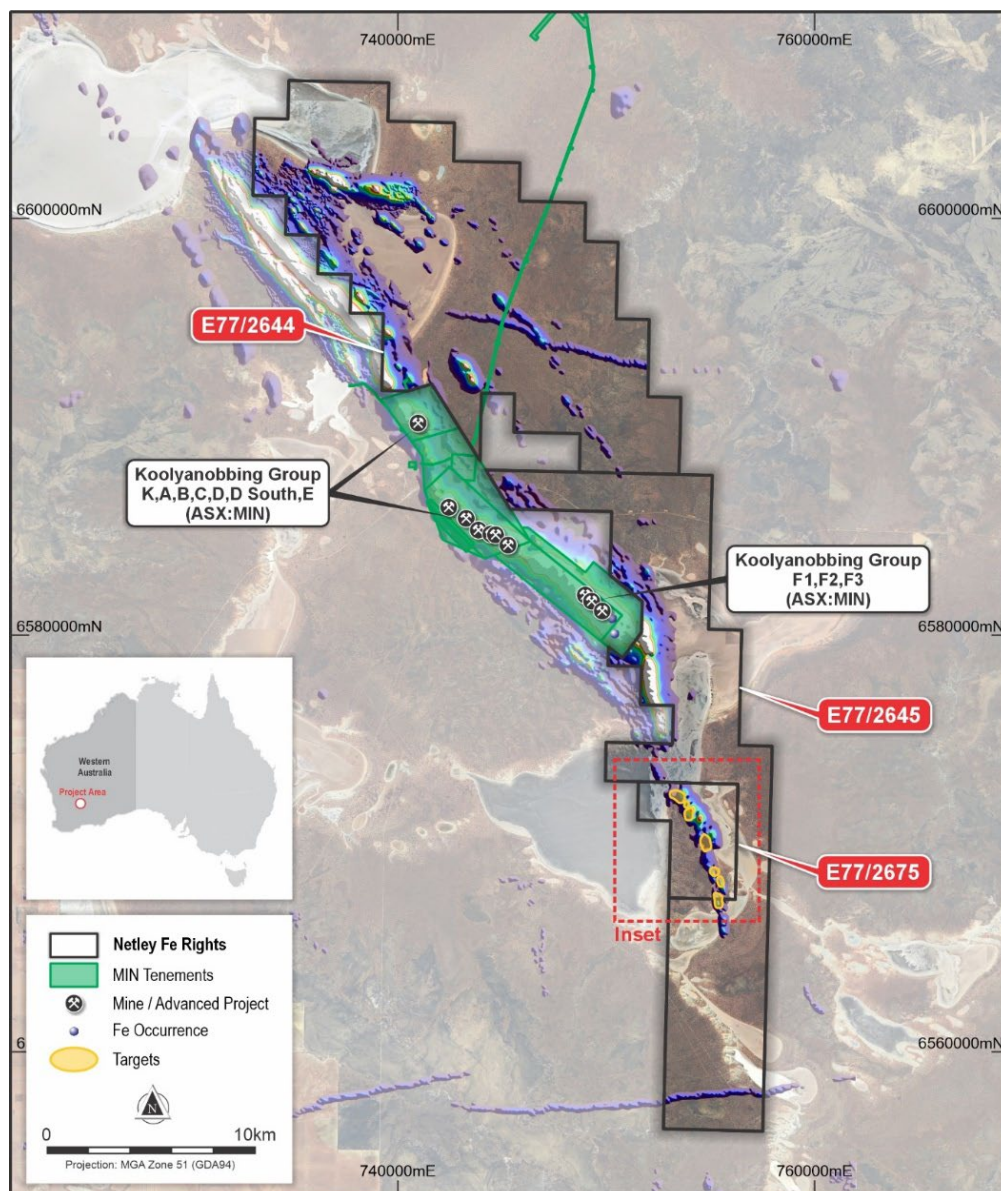 740000mE
760000mE
6600000mN
6600000mN
E77/2644
Koolyanobbing Group
K,A,B,C,D,D South,E
(ASX:MIN)
Koolyanobbing Group
F1,F2,F3
(ASX:MIN)
6580000mN
6580000mN
E77/2645
Western
Australia
Project Area
E77/2675
Inset
Netley Fe Rights
MIN Tenements
Mine / Advanced Project
Fe Occurrence
Targets
6560000mN
N
0
10km
Projection: MGA Zone 51 (GDA94)
740000mE
760000mE